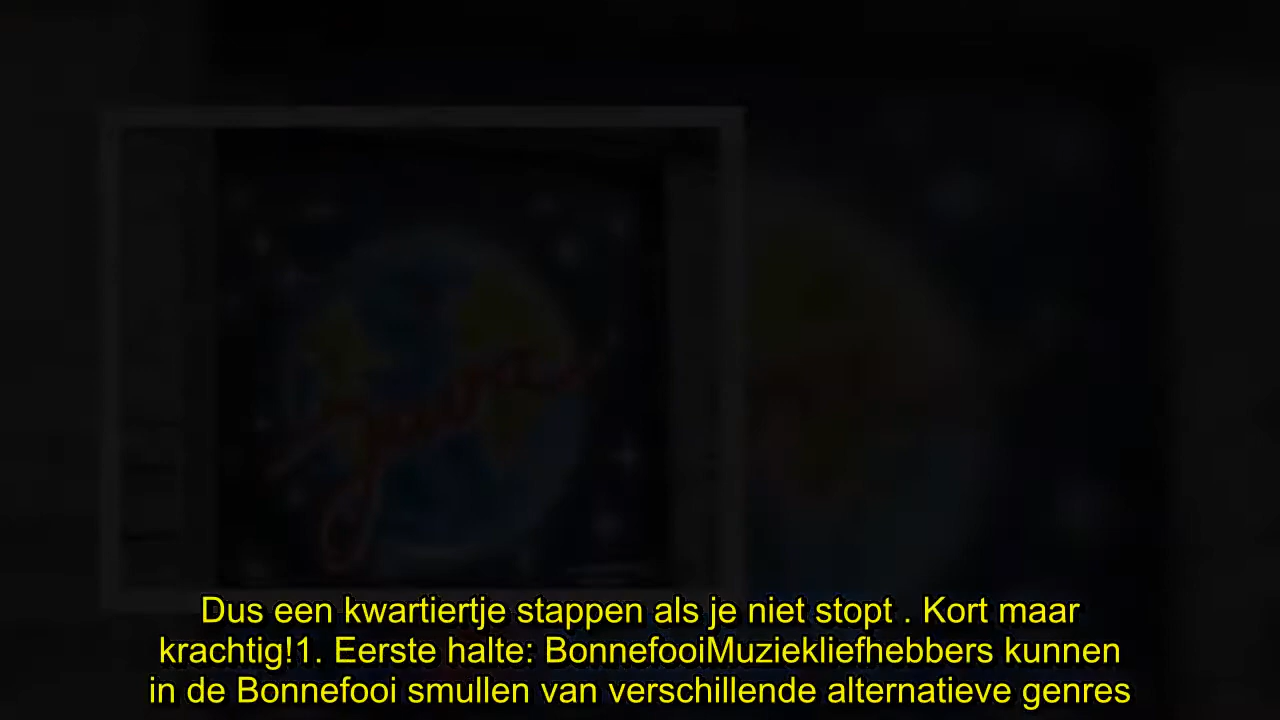 Dus een kwartiertje stappen als je niet stopt . Kort maar
krachtig!1. Eerste halte: BonnefooiMuziekliefhebbers kunnen
in de Bonnefooi smullen van verschillende alternatieve genres